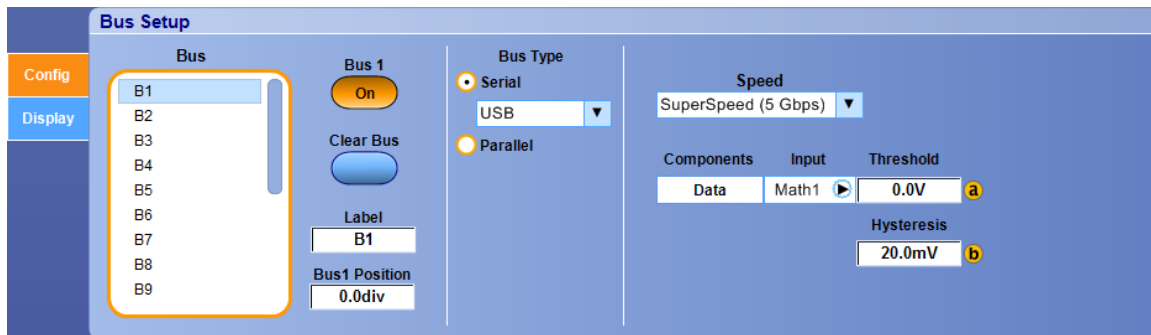 Bus Setup
Config
Display
Bus
B1
B2
B3
B4
B5
B6
B7
B8
B9
Bus 1
On
Clear Bus
Label
B1
Bus1 Position
0.0div
Bus Type
Serial
USB
Parallel
Speed
SuperSpeed (5 Gbps)
Components Input Threshold
Data Math1 0.0V a
Hysteresis
20.0mV b